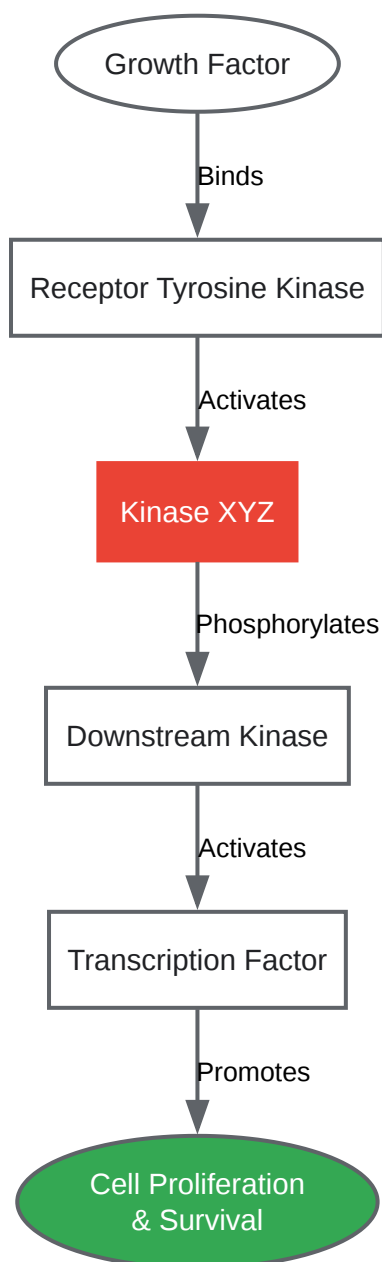 Growth Factor
Binds
Receptor Tyrosine Kinase
Activates
Kinase XYZ
Phosphorylates
Downstream Kinase
Activates
Transcription Factor
Promotes
Cell Proliferation
& Survival